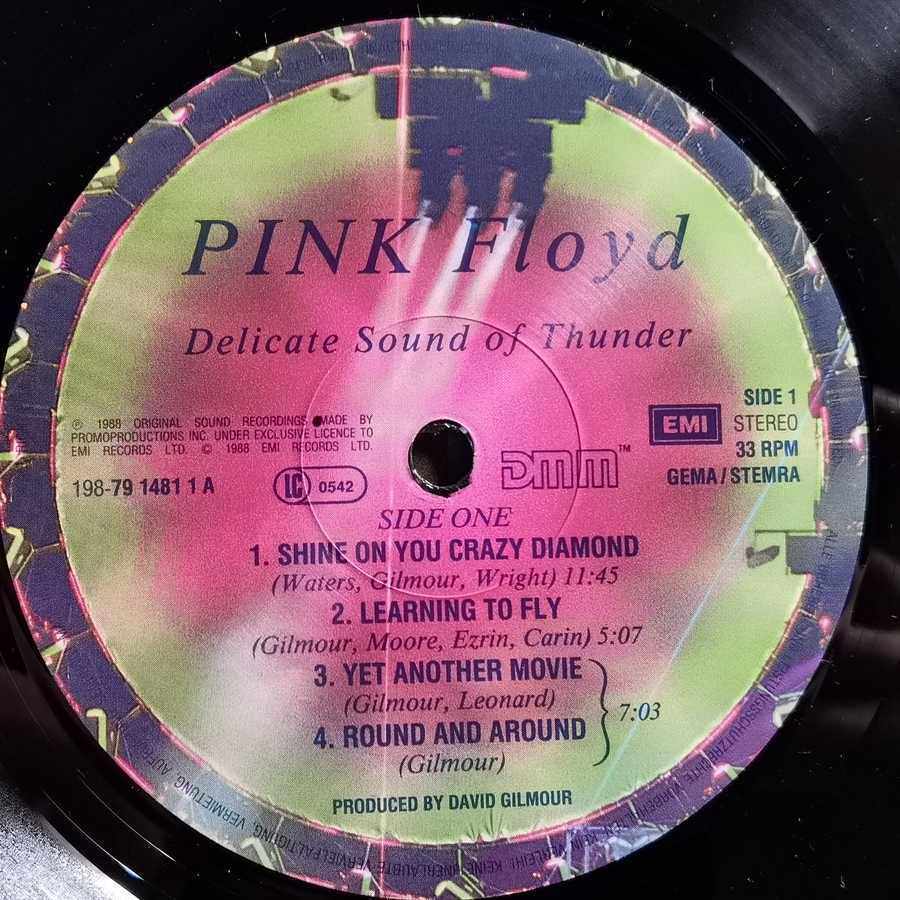 PINK Floyd
Delicate Sound of Thunder
℗ 1988 ORIGINAL SOUND RECORDINGS MADE BY
PROMOPRODUCTIONS INC. UNDER EXCLUSIVE LICENCE TO
EMI RECORDS LTD. © 1988 EMI RECORDS LTD.
198-79 1481 1 A
LC 0542
DMM™
EMI
SIDE 1
STEREO
33 RPM
GEMA/STEMRA
SIDE ONE
1. SHINE ON YOU CRAZY DIAMOND
(Waters, Gilmour, Wright) 11:45
2. LEARNING TO FLY
(Gilmour, Moore, Ezrin, Carin) 5:07
3. YET ANOTHER MOVIE
(Gilmour, Leonard)
4. ROUND AND AROUND
(Gilmour)
7:03
PRODUCED BY DAVID GILMOUR
VERMIETUNG,